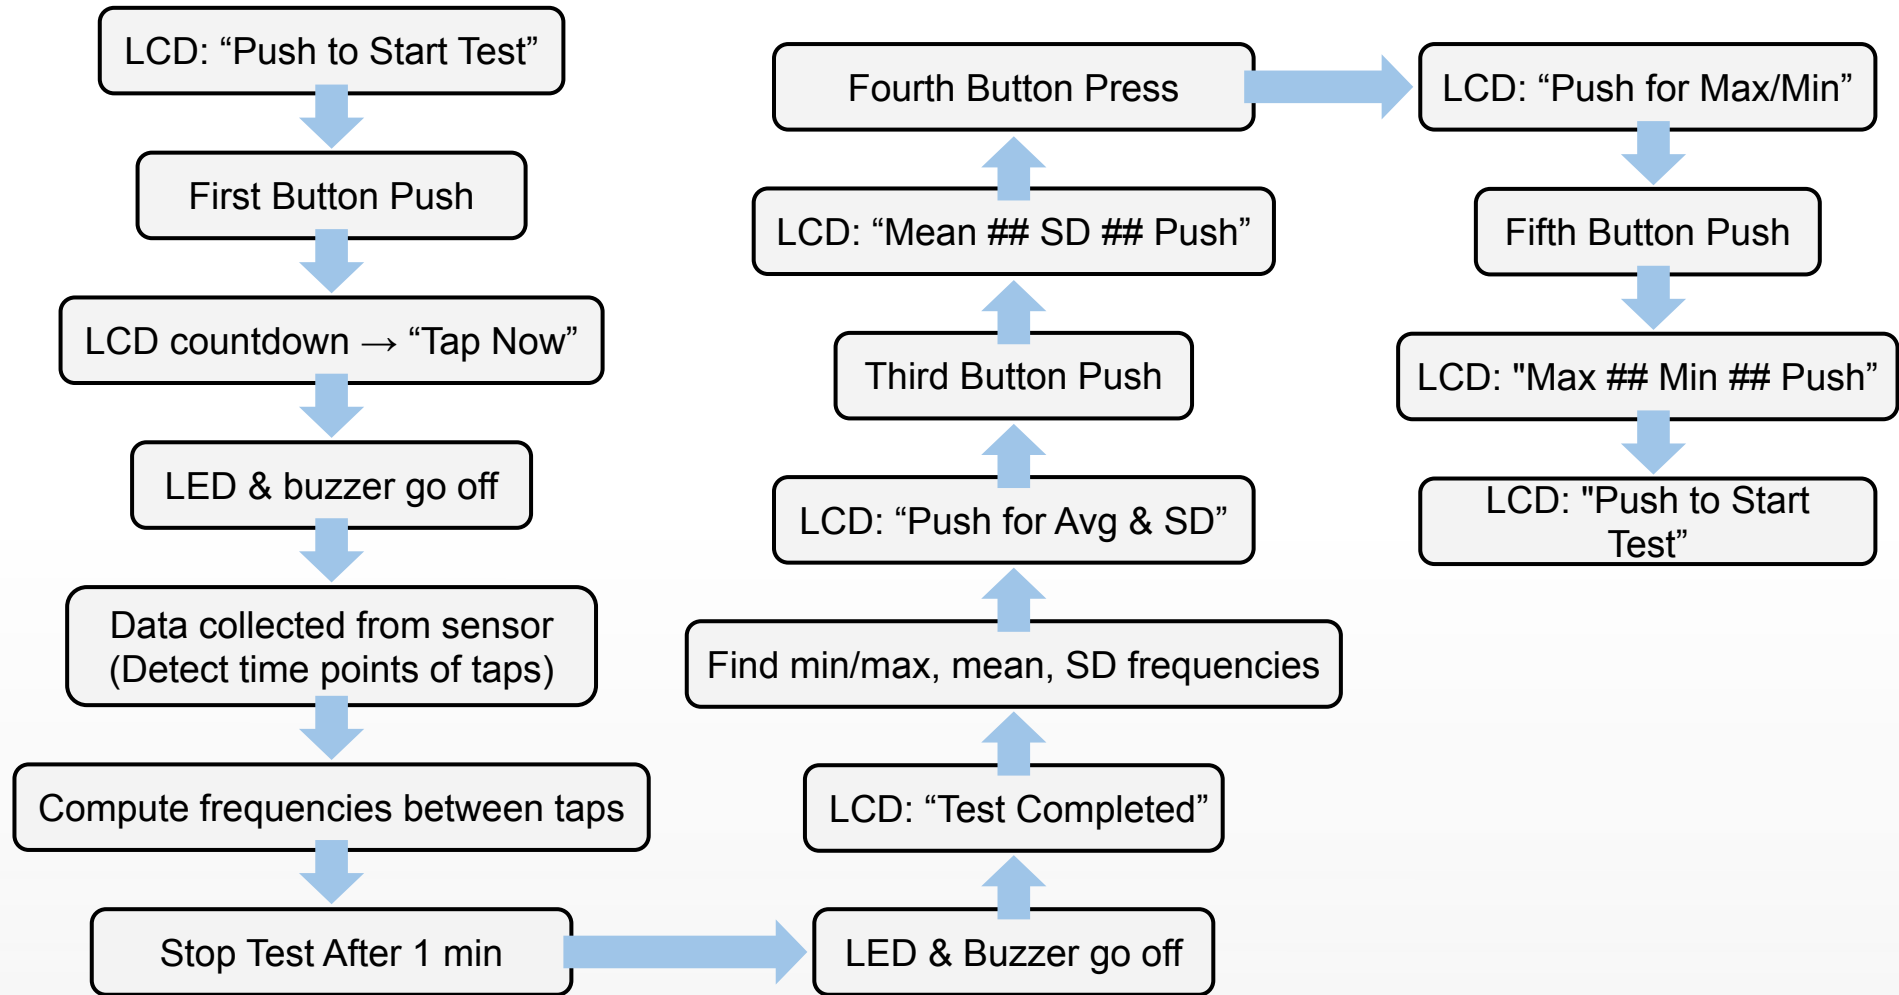 LCD: “Push to Start Test”
First Button Push
LCD countdown → “Tap Now”
LED & buzzer go off
Data collected from sensor
(Detect time points of taps)
Compute frequencies between taps
Stop Test After 1 min
LED & Buzzer go off
LCD: “Test Completed”
Find min/max, mean, SD frequencies
LCD: “Push for Avg & SD”
Third Button Push
LCD: “Mean ## SD ## Push”
Fourth Button Press
LCD: “Push for Max/Min”
Fifth Button Push
LCD: "Max ## Min ## Push”
LCD: "Push to Start
Test”